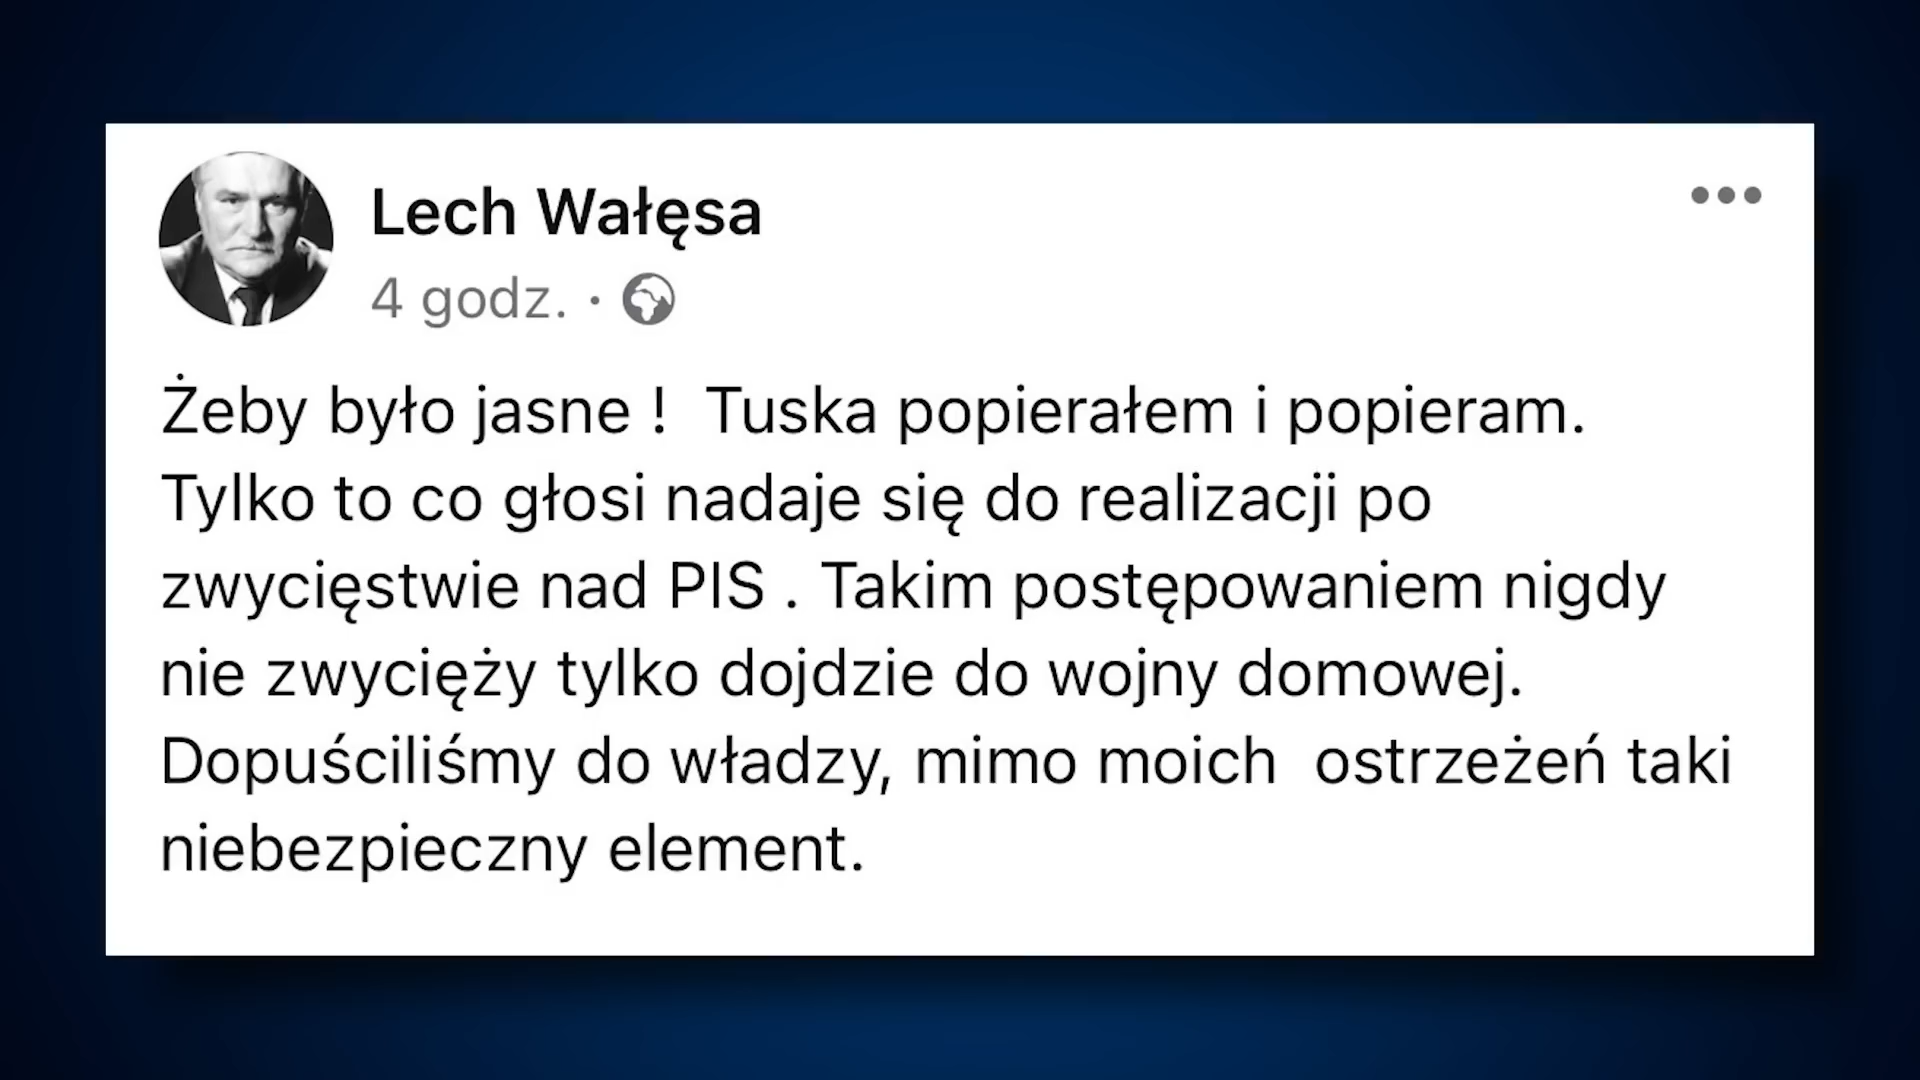 Lech Wałęsa
4 godz. ·
Żeby było jasne !  Tuska popierałem i popieram.
Tylko to co głosi nadaje się do realizacji po
zwycięstwie nad PIS . Takim postępowaniem nigdy
nie zwycięży tylko dojdzie do wojny domowej.
Dopuściliśmy do władzy, mimo moich  ostrzeżeń taki
niebezpieczny element.